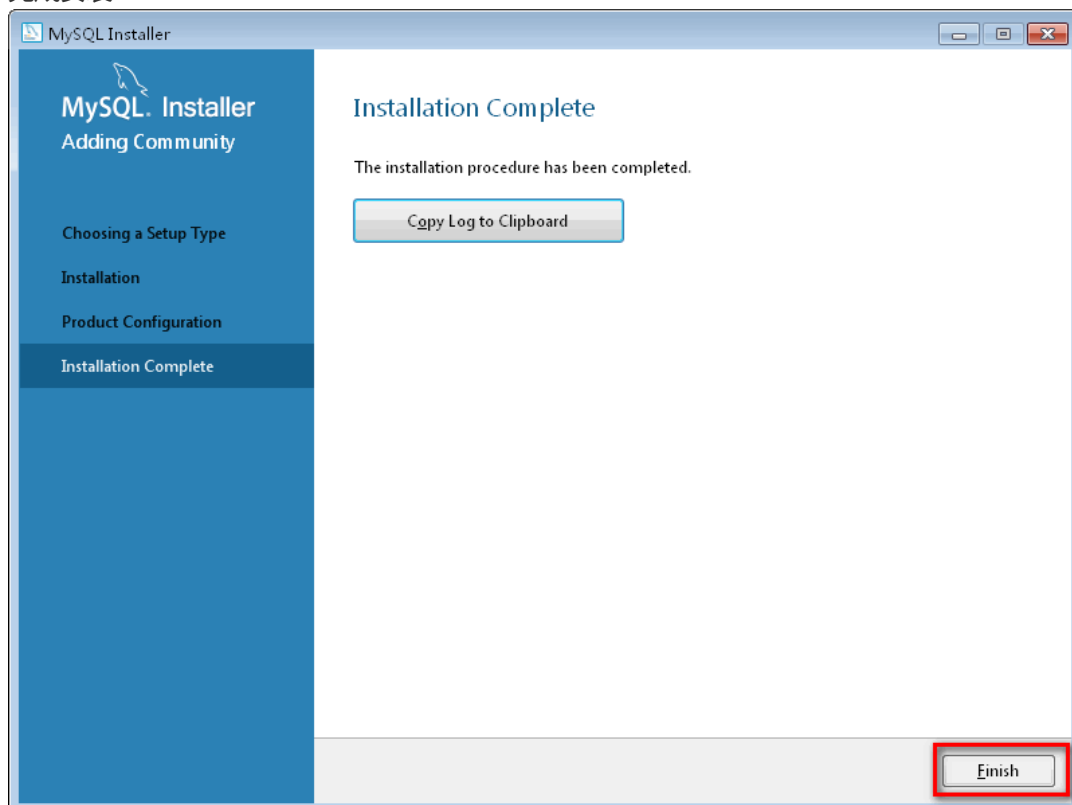 MySQL Installer
MySQL. Installer
Adding Community
Choosing a Setup Type
Installation
Product Configuration
Installation Complete
Installation Complete
The installation procedure has been completed.
Copy Log to Clipboard
Finish